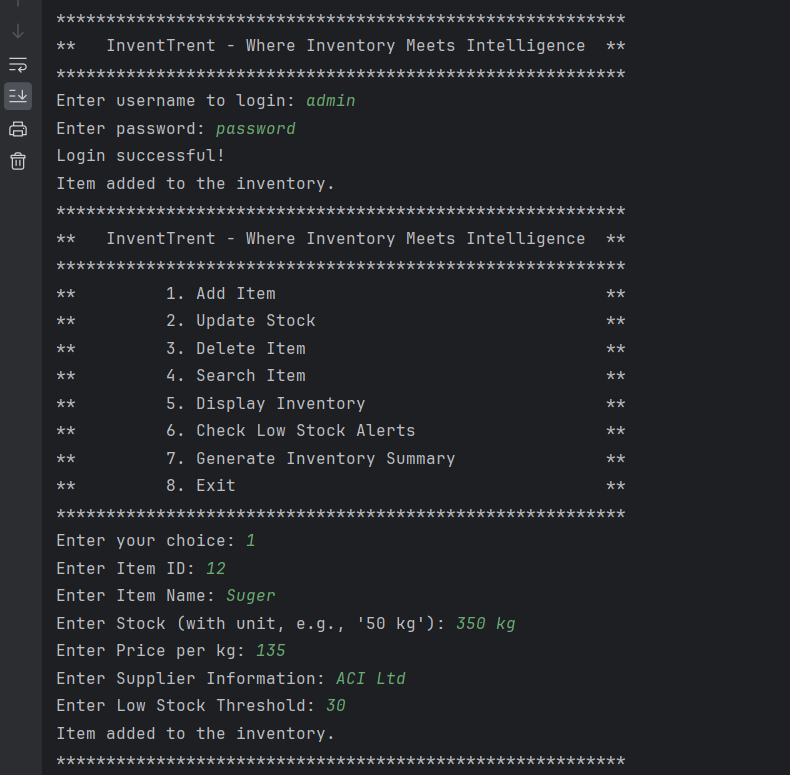 *********************************************************
**   InventTrent - Where Inventory Meets Intelligence  **
*********************************************************
Enter username to login: admin
Enter password: password
Login successful!
Item added to the inventory.
*********************************************************
**   InventTrent - Where Inventory Meets Intelligence  **
*********************************************************
**         1. Add Item                                 **
**         2. Update Stock                             **
**         3. Delete Item                              **
**         4. Search Item                              **
**         5. Display Inventory                        **
**         6. Check Low Stock Alerts                   **
**         7. Generate Inventory Summary               **
**         8. Exit                                     **
*********************************************************
Enter your choice: 1
Enter Item ID: 12
Enter Item Name: Suger
Enter Stock (with unit, e.g., '50 kg'): 350 kg
Enter Price per kg: 135
Enter Supplier Information: ACI Ltd
Enter Low Stock Threshold: 30
Item added to the inventory.
*********************************************************